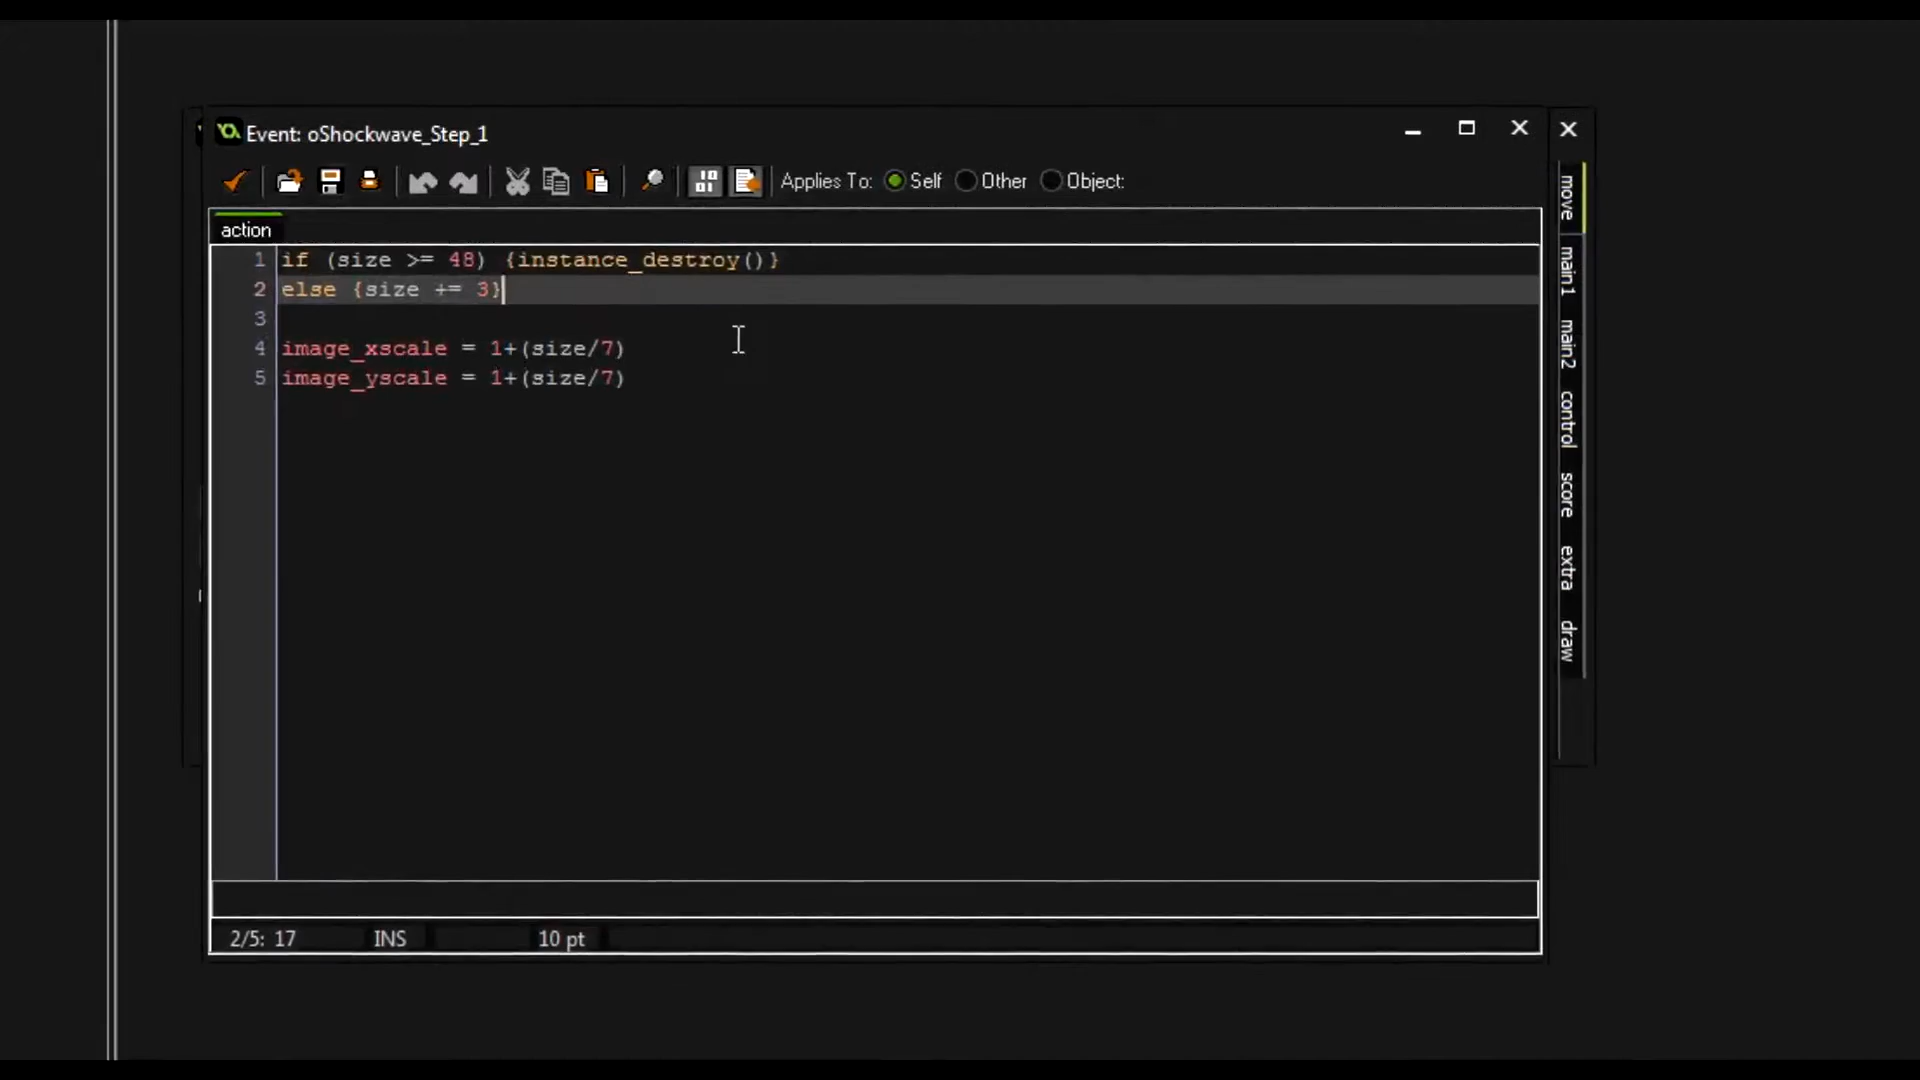 Event: oShockwave_Step_1
Applies To: Self Other Object:
action
1 if (size >= 48) {instance_destroy()}
2 else {size += 3}
3
4 image_xscale = 1+(size/7)
5 image_yscale = 1+(size/7)
2/5: 17 INS 10 pt
move
main1
main2
control
score
extra
draw